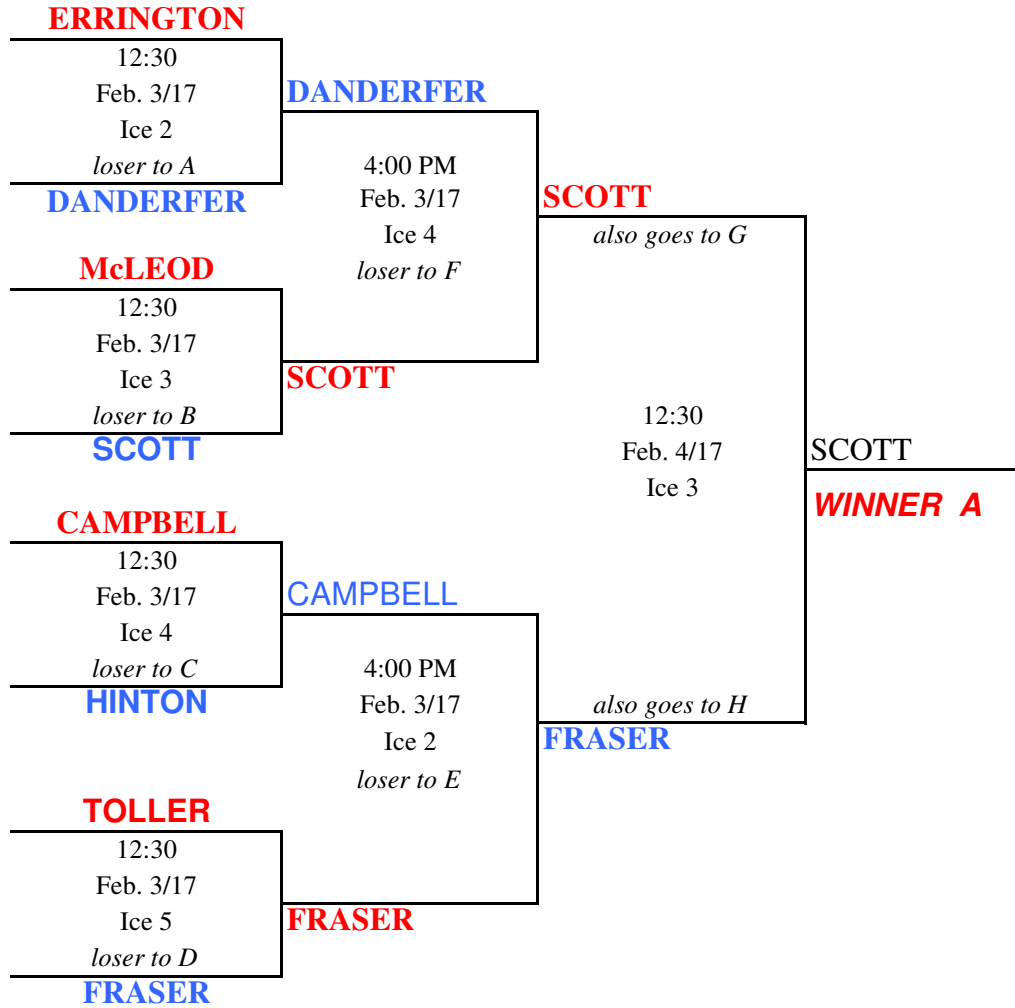 ERRINGTON
12:30
Feb. 3/17
Ice 2
loser to A
DANDERFER
McLEOD
12:30
Feb. 3/17
Ice 3
loser to B
SCOTT
CAMPBELL
12:30
Feb. 3/17
Ice 4
loser to C
HINTON
TOLLER
12:30
Feb. 3/17
Ice 5
loser to D
FRASER
DANDERFER
4:00 PM
Feb. 3/17
Ice 4
loser to F
SCOTT
CAMPBELL
4:00 PM
Feb. 3/17
Ice 2
loser to E
FRASER
SCOTT
also goes to G
12:30
Feb. 4/17
Ice 3
also goes to H
FRASER
SCOTT
WINNER A